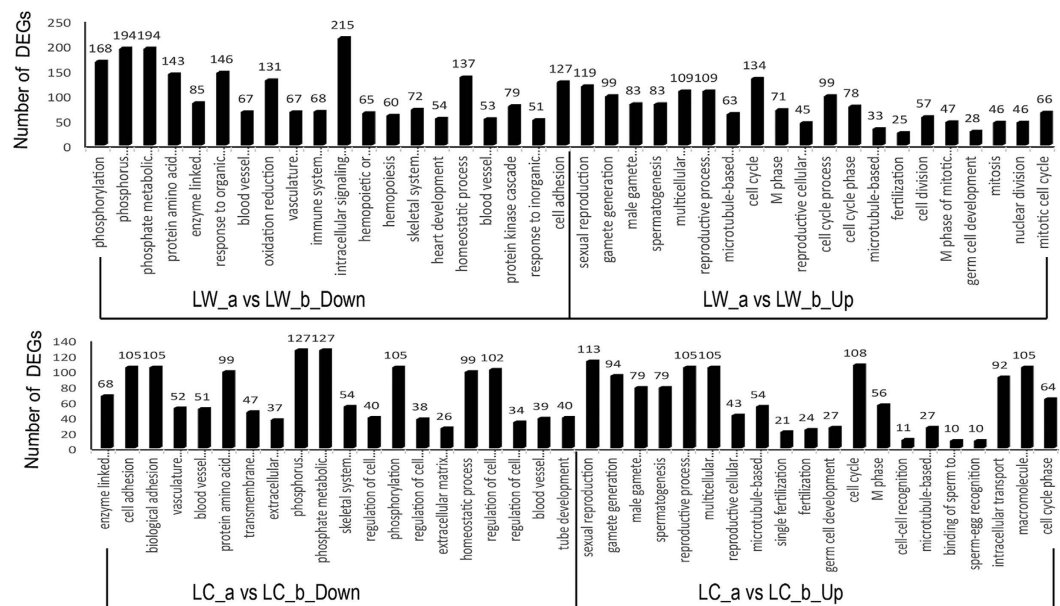 Number of DEGs
250
200
150
100
50
0
168
194
194
143
85
146
67
131
67
68
215
65
60
72
54
137
53
79
51
127
119
99
83
83
109
109
63
134
71
45
99
78
33
25
57
47
28
46
46
66
phosphorylation
phosphorus...
phosphate metabolic...
protein amino acid...
enzyme linked...
response to organic...
blood vessel...
oxidation reduction
vasculature...
immune system...
intracellular signaling...
hemopoietic or...
hemopoiesis
skeletal system...
heart development
homeostatic process
blood vessel...
protein kinase cascade
response to inorganic...
cell adhesion
sexual reproduction
gamete generation
male gamete...
spermatogenesis
multicellular...
reproductive process...
microtubule-based...
cell cycle
M phase
reproductive cellular...
cell cycle process
cell cycle phase
microtubule-based...
fertilization
cell division
M phase of mitotic...
germ cell development
mitosis
nuclear division
mitotic cell cycle
LW_a vs LW_b_Down
LW_a vs LW_b_Up
Number of DEGs
140
120
100
80
60
40
20
0
68
105
105
52
51
99
47
37
127
127
54
40
105
38
26
99
102
34
39
40
113
94
79
79
105
105
43
54
21
24
27
108
56
11
27
10
10
92
105
64
enzyme linked...
cell adhesion
biological adhesion
vasculature...
blood vessel...
protein amino acid...
transmembrane...
extracellular...
phosphorus...
phosphate metabolic...
skeletal system...
regulation of cell...
phosphorylation
regulation of cell...
extracellular matrix...
homeostatic process
regulation of cell...
regulation of cell...
blood vessel...
tube development
sexual reproduction
gamete generation
male gamete...
spermatogenesis
reproductive process...
multicellular...
reproductive cellular...
microtubule-based...
single fertilization
fertilization
germ cell development
cell cycle
M phase
cell-cell recognition
microtubule-based...
binding of sperm to...
sperm-egg recognition
intracellular transport
macromolecule...
cell cycle phase
LC_a vs LC_b_Down
LC_a vs LC_b_Up